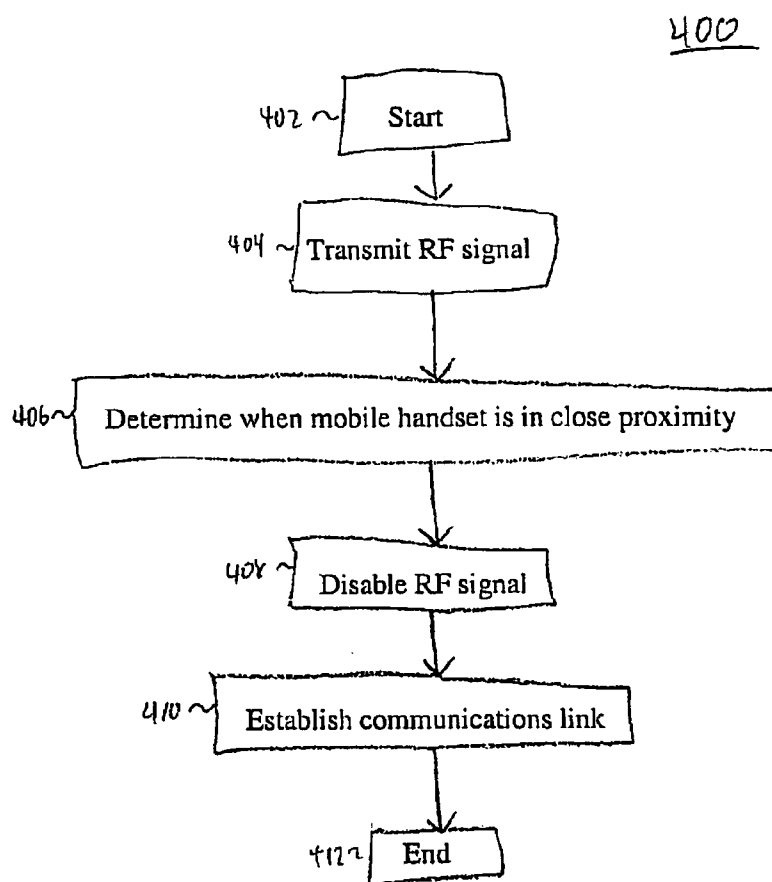 400
402 ~ Start
404 ~ Transmit RF signal
406 ~ Determine when mobile handset is in close proximity
408 ~ Disable RF signal
410 ~ Establish communications link
412 ~ End